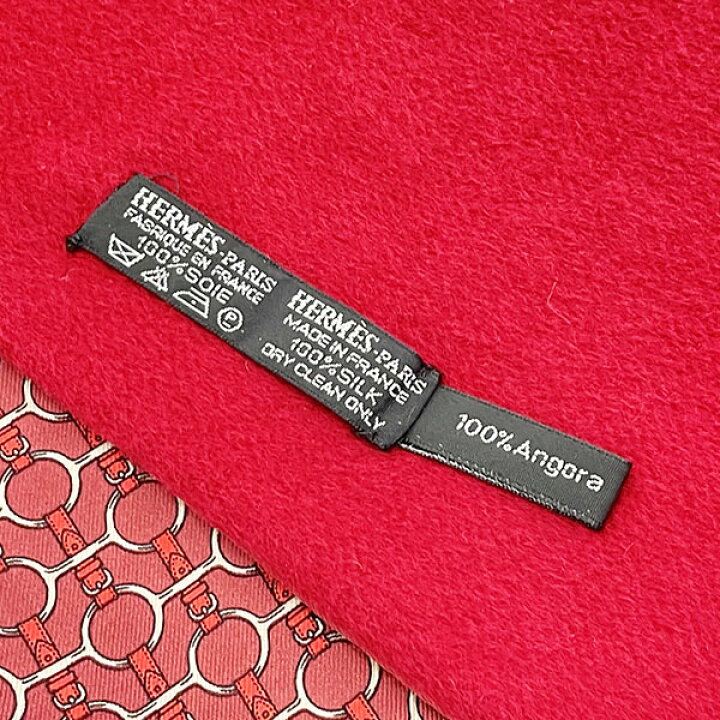 HERMÈS-PARIS
FABRIQUE EN FRANCE
100%SOIE
P
HERMÈS-PARIS
MADE IN FRANCE
100%SILK
DRY CLEAN ONLY
100%Angora